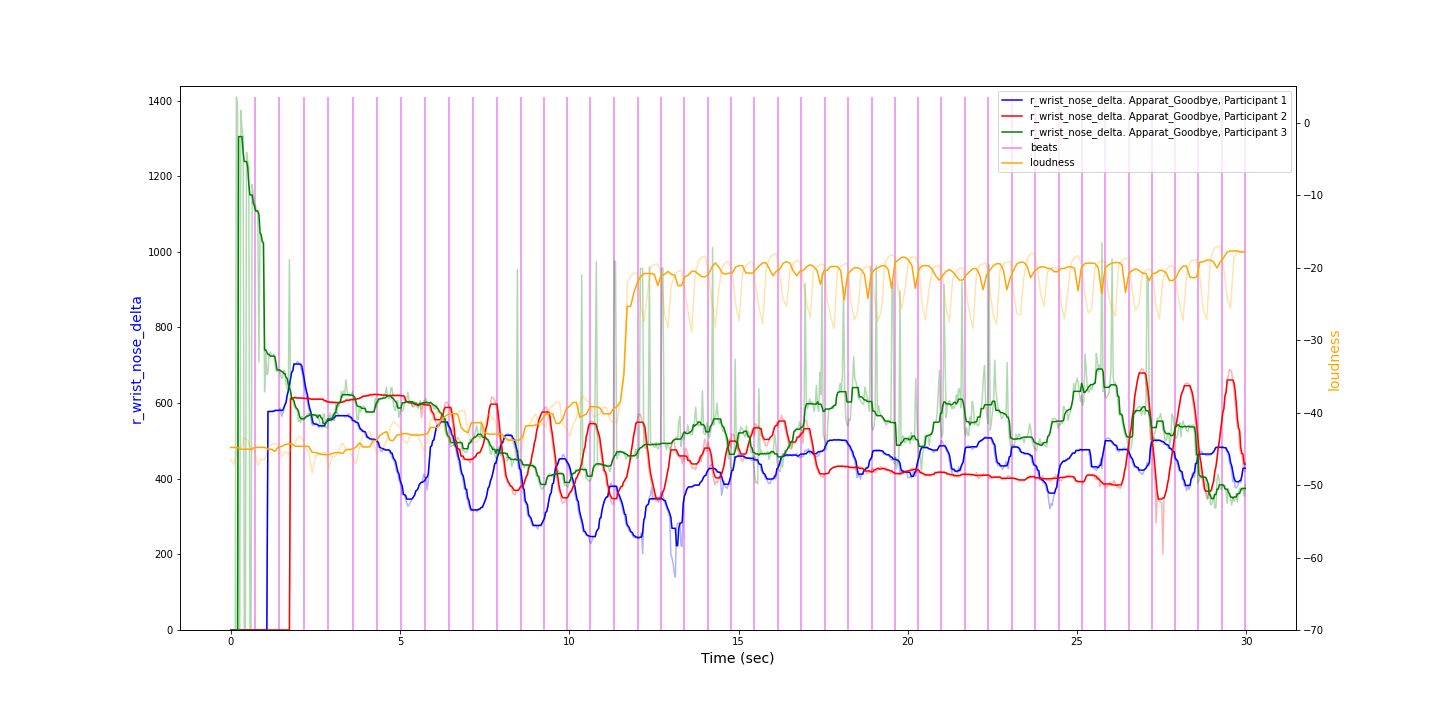 r_wrist_nose_delta. Apparat_Goodbye, Participant 1
r_wrist_nose_delta. Apparat_Goodbye, Participant 2
r_wrist_nose_delta. Apparat_Goodbye, Participant 3
beats
loudness
1400
1200
1000
800
600
400
200
0
r_wrist_nose_delta
0
−10
−20
−30
−40
−50
−60
−70
loudness
0 5 10 15 20 25 30
Time (sec)